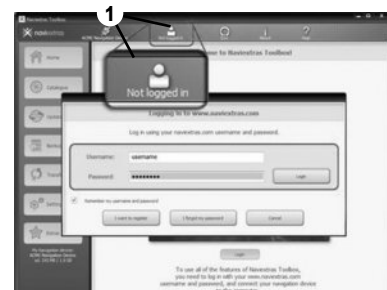 1
Naviextras Toolbox
naviextras
Not logged in
?
Home
Welcome to Naviextras Toolbox!
Catalogue
Not logged in
Logging in to www.naviextras.com
Log in using your naviextras.com username and password.
Username: username
Password: ●●●●●●●●
Login
Remember my username and password
I want to register
I forgot my password
Cancel
Login
To use all of the features of Naviextras Toolbox,
you need to log in with your www.naviextras.com
username and password, and connect your navigation device